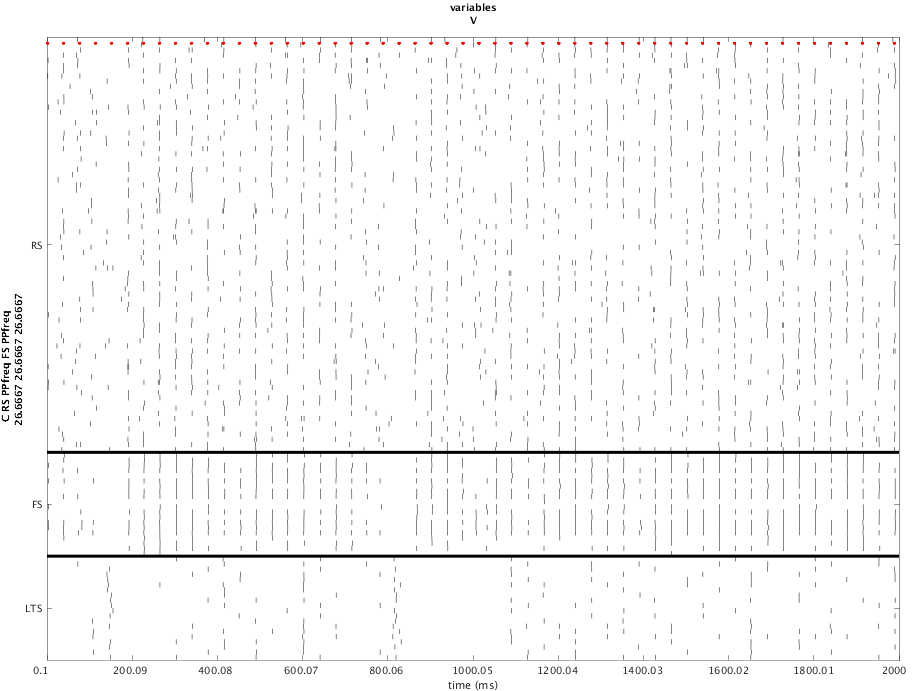 variables
V
RS
C RS PPfreq FS PPfreq
26.6667 26.6667 26.6667
FS
LTS
0.1 200.09 400.08 600.07 800.06 1000.05 1200.04 1400.03 1600.02 1800.01 2000
time (ms)